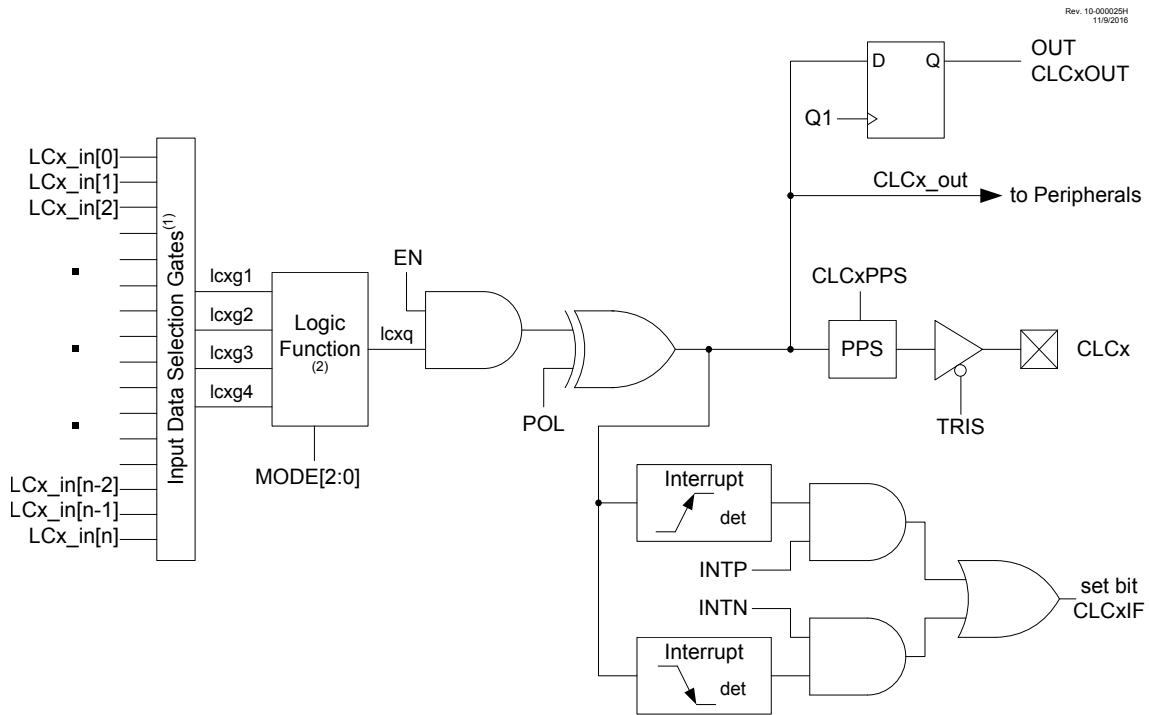 Rev. 10-000025H
11/9/2016
OUT
CLCxOUT
D
Q
Q1
CLCx_out
to Peripherals
LCx_in[0]
LCx_in[1]
LCx_in[2]
LCx_in[n-2]
LCx_in[n-1]
LCx_in[n]
Input Data Selection Gates(1)
lcxg1
lcxg2
lcxg3
lcxg4
Logic
Function
(2)
MODE[2:0]
lcxq
EN
POL
CLCxPPS
PPS
TRIS
CLCx
Interrupt
det
INTP
INTN
Interrupt
det
set bit
CLCxIF